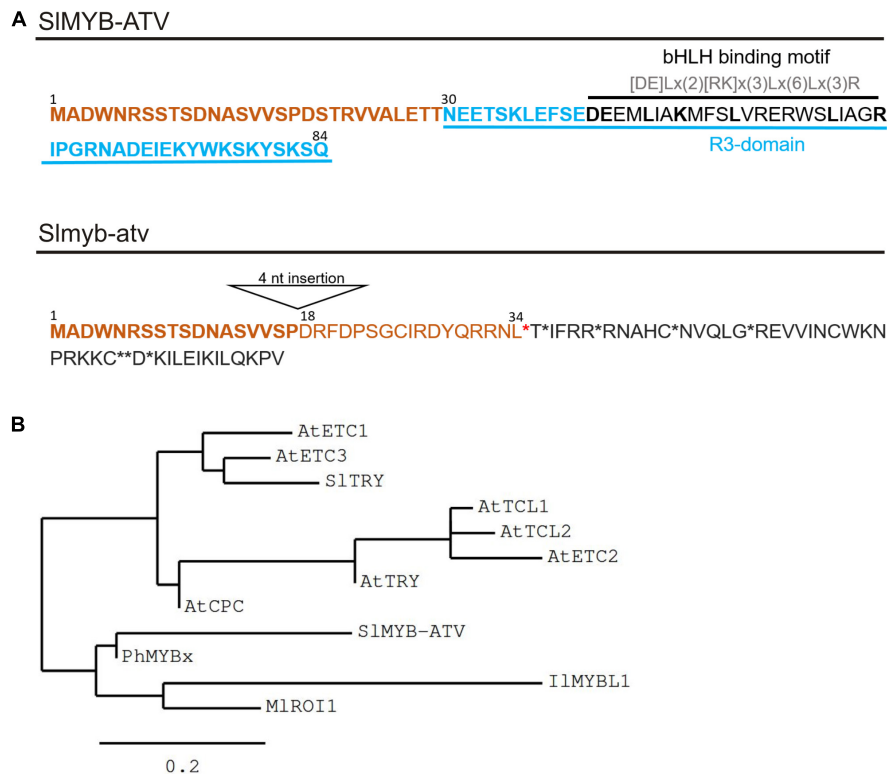 A
SlMYB-ATV
bHLH binding motif
[DE]Lx(2)[RK]x(3)Lx(6)Lx(3)R
1 30
MADWNRSSTSDNASVVSPDSTRVVALETTNEETSKLEFSEDEEMLIAKMFSLVRERWSLIAGR
84
IPGRNADEIEKYWKSKYSKSQ
R3-domain
Slmyb-atv
4 nt insertion
1 18 34
MADWNRSSTSDNASVVSPDRFDPSGCIRDYQRRNL*T*IFRR*RNAHC*NVQLG*REVVINCWKN
PRKKC**D*KILEIKILQKPV
B
AtETC1
AtETC3
SlTRY
AtTCL1
AtTCL2
AtETC2
AtTRY
AtCPC
SlMYB-ATV
PhMYBx
IlMYBL1
MlROI1
0.2